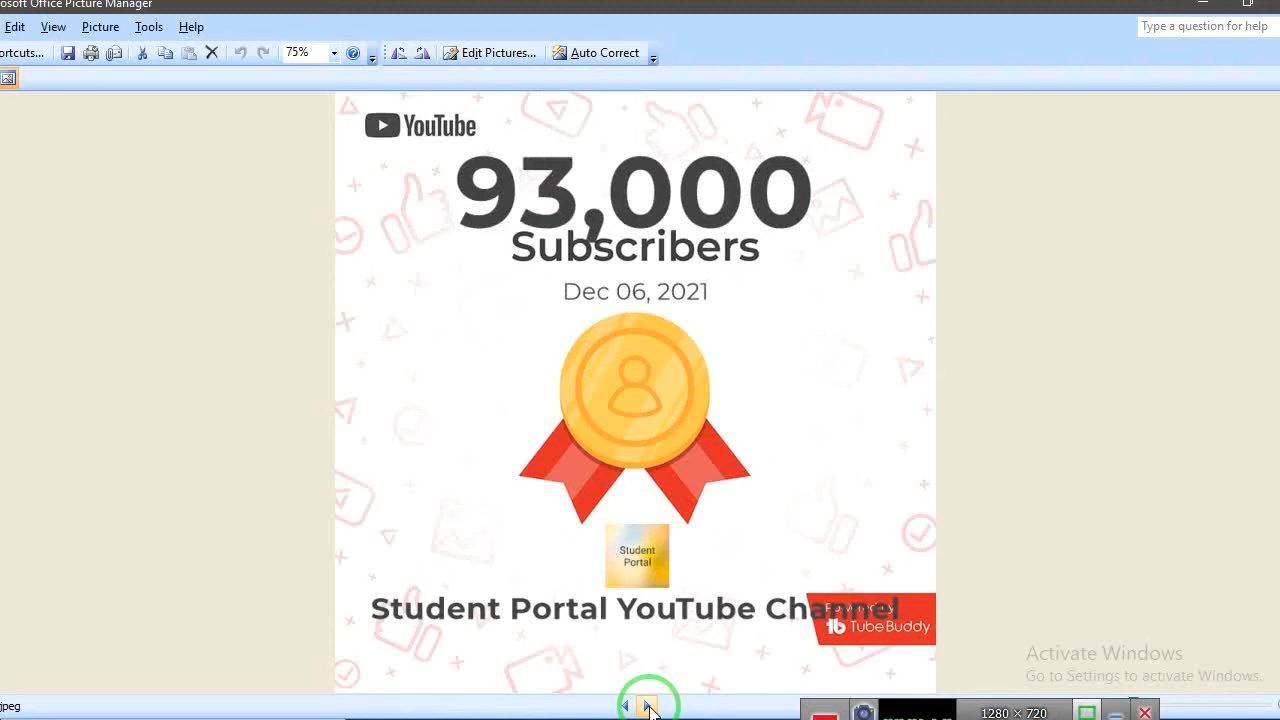 osoft Office Picture Manager
Edit View Picture Tools Help
Type a question for help
ortcuts... 75% Edit Pictures... Auto Correct
YouTube
93,000
Subscribers
Dec 06, 2021
Student
Portal
Student Portal YouTube Channel
Powered by
TubeBuddy
Activate Windows
Go to Settings to activate Windows.
jpeg
1280 × 720